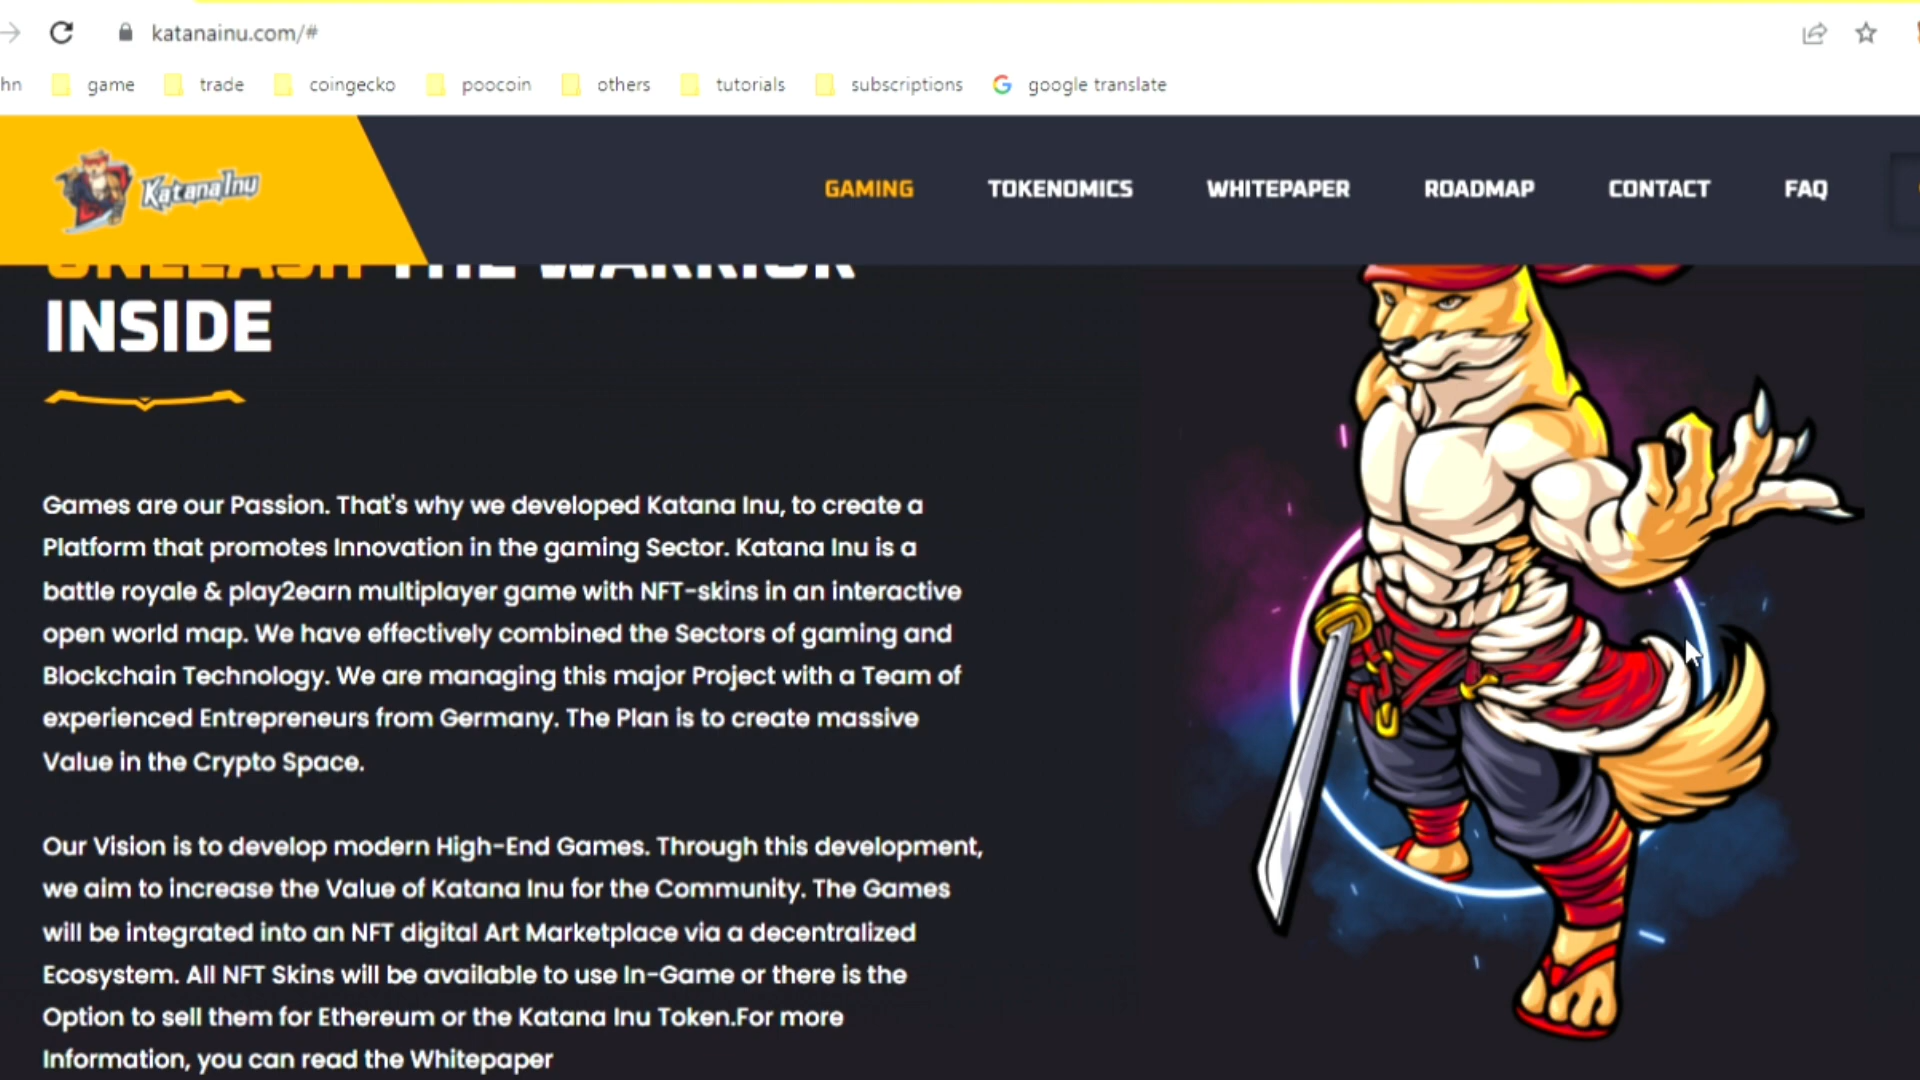 katanainu.com/#
hn game trade coingecko poocoin others tutorials subscriptions google translate
KatanaInu GAMING TOKENOMICS WHITEPAPER ROADMAP CONTACT FAQ
UNLEASH THE WARRIOR
INSIDE
Games are our Passion. That's why we developed Katana Inu, to create a
Platform that promotes Innovation in the gaming Sector. Katana Inu is a
battle royale & play2earn multiplayer game with NFT-skins in an interactive
open world map. We have effectively combined the Sectors of gaming and
Blockchain Technology. We are managing this major Project with a Team of
experienced Entrepreneurs from Germany. The Plan is to create massive
Value in the Crypto Space.
Our Vision is to develop modern High-End Games. Through this development,
we aim to increase the Value of Katana Inu for the Community. The Games
will be integrated into an NFT digital Art Marketplace via a decentralized
Ecosystem. All NFT Skins will be available to use In-Game or there is the
Option to sell them for Ethereum or the Katana Inu Token.For more
Information, you can read the Whitepaper